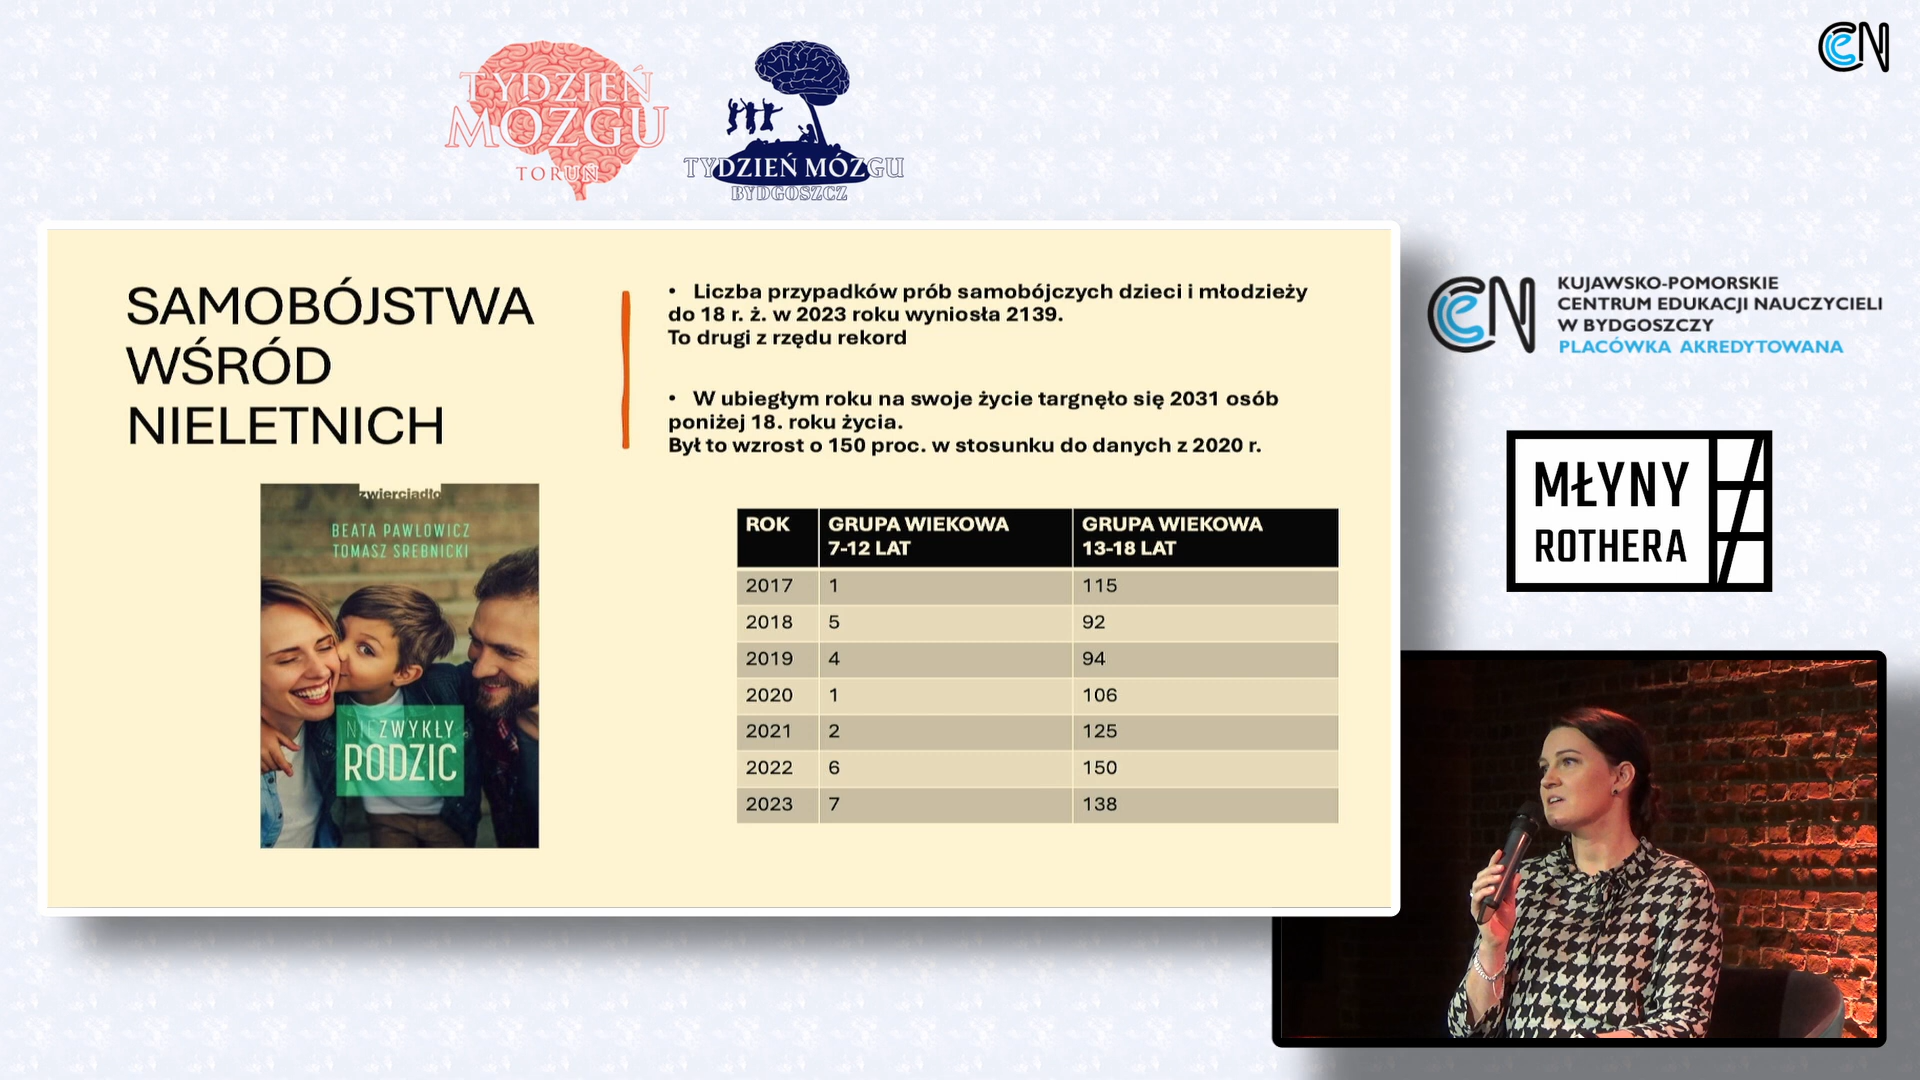 TYDZIEŃ
MÓZGU
TORUŃ
TYDZIEŃ MÓZGU
BYDGOSZCZ
CeN
SAMOBÓJSTWA
WŚRÓD
NIELETNICH
• Liczba przypadków prób samobójczych dzieci i młodzieży
do 18 r. ż. w 2023 roku wyniosła 2139.
To drugi z rzędu rekord
• W ubiegłym roku na swoje życie targnęło się 2031 osób
poniżej 18. roku życia.
Był to wzrost o 150 proc. w stosunku do danych z 2020 r.
zwierciadło
BEATA PAWŁOWICZ
TOMASZ SREBNICKI
NIEZWYKŁY
RODZIC
ROK GRUPA WIEKOWA GRUPA WIEKOWA
7-12 LAT 13-18 LAT
2017 1 115
2018 5 92
2019 4 94
2020 1 106
2021 2 125
2022 6 150
2023 7 138
CeN
KUJAWSKO-POMORSKIE
CENTRUM EDUKACJI NAUCZYCIELI
W BYDGOSZCZY
PLACÓWKA AKREDYTOWANA
MŁYNY
ROTHERA